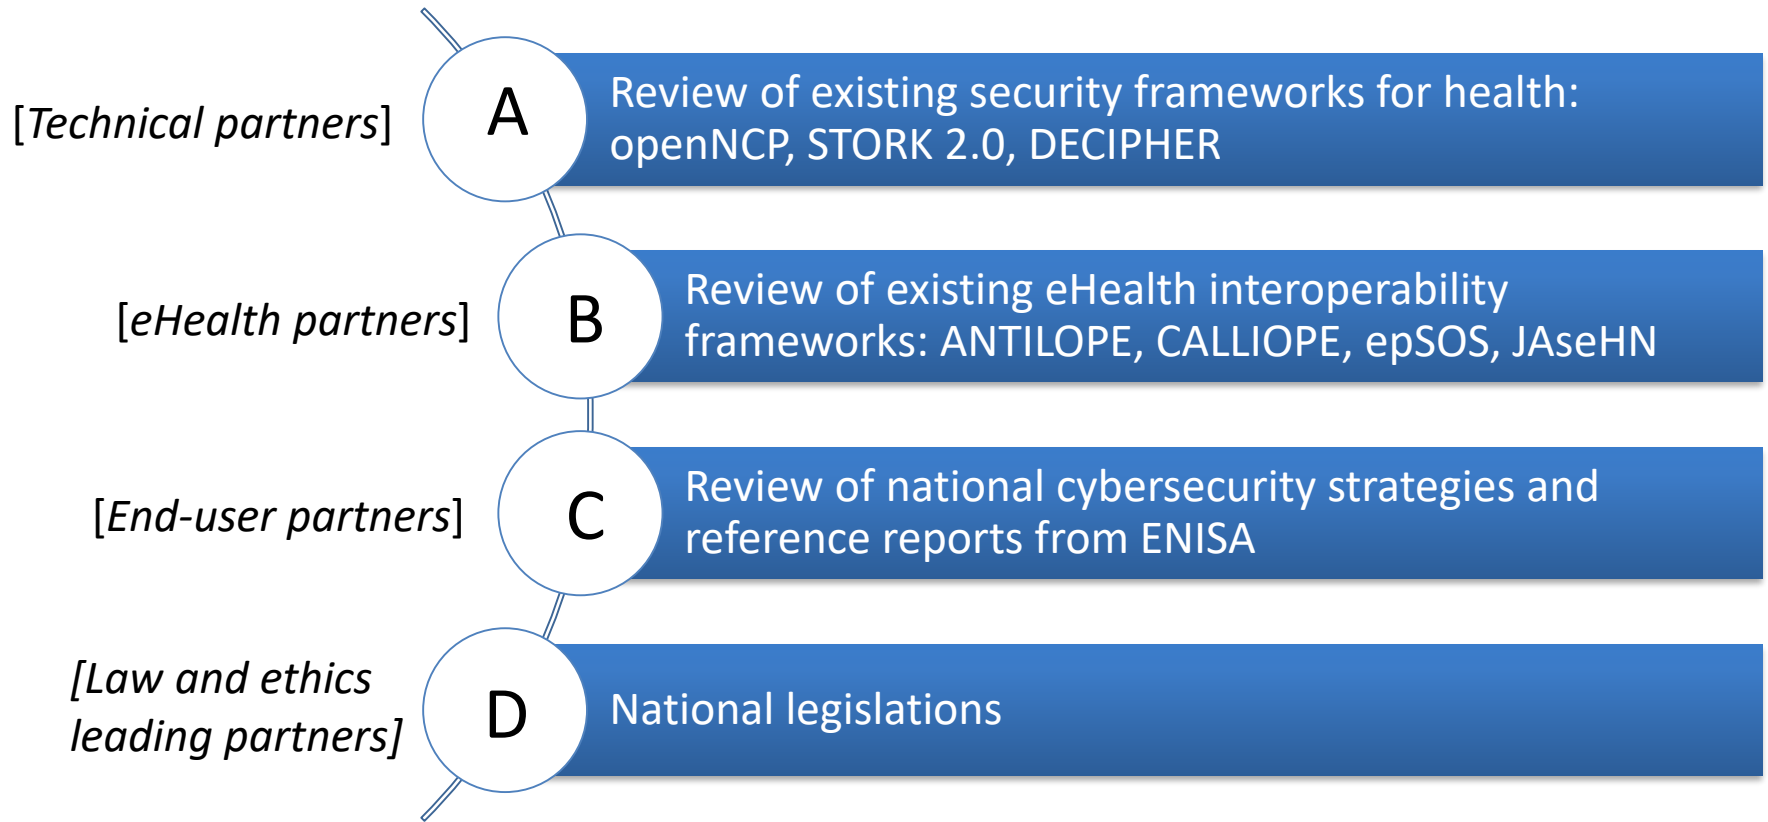 [Technical partners]
A
Review of existing security frameworks for health:
openNCP, STORK 2.0, DECIPHER
[eHealth partners]
B
Review of existing eHealth interoperability
frameworks: ANTILOPE, CALLIOPE, epSOS, JAseHN
[End-user partners]
C
Review of national cybersecurity strategies and
reference reports from ENISA
[Law and ethics
leading partners]
D
National legislations